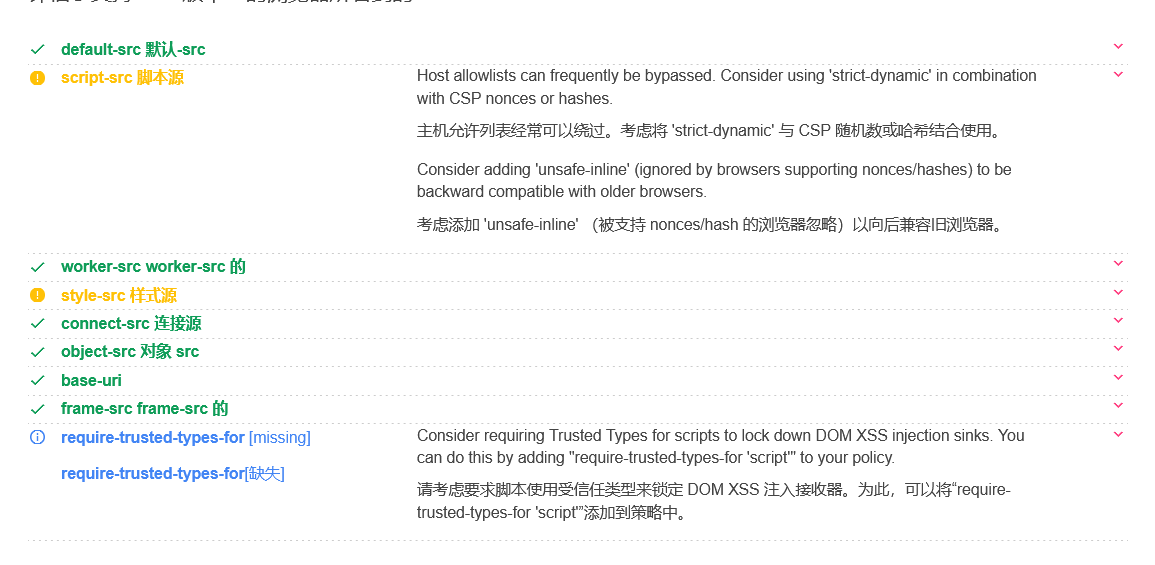 default-src 默认-src
script-src 脚本源
Host allowlists can frequently be bypassed. Consider using 'strict-dynamic' in combination
with CSP nonces or hashes.
主机允许列表经常可以绕过。考虑将 'strict-dynamic' 与 CSP 随机数或哈希结合使用。
Consider adding 'unsafe-inline' (ignored by browsers supporting nonces/hashes) to be
backward compatible with older browsers.
考虑添加 'unsafe-inline' （被支持 nonces/hash 的浏览器忽略）以向后兼容旧浏览器。
worker-src worker-src 的
style-src 样式源
connect-src 连接源
object-src 对象 src
base-uri
frame-src frame-src 的
require-trusted-types-for [missing]
require-trusted-types-for[缺失]
Consider requiring Trusted Types for scripts to lock down DOM XSS injection sinks. You
can do this by adding "require-trusted-types-for 'script'" to your policy.
请考虑要求脚本使用受信任类型来锁定 DOM XSS 注入接收器。为此，可以将“require-
trusted-types-for 'script'”添加到策略中。